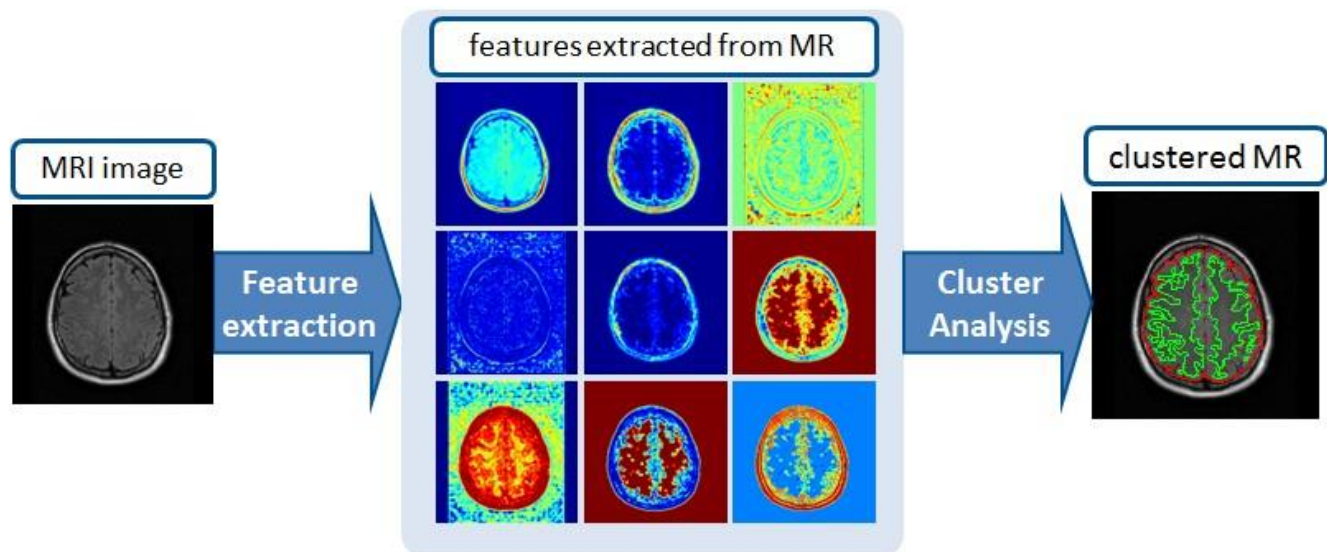 features extracted from MR
MRI image
clustered MR
Feature
extraction
Cluster
Analysis